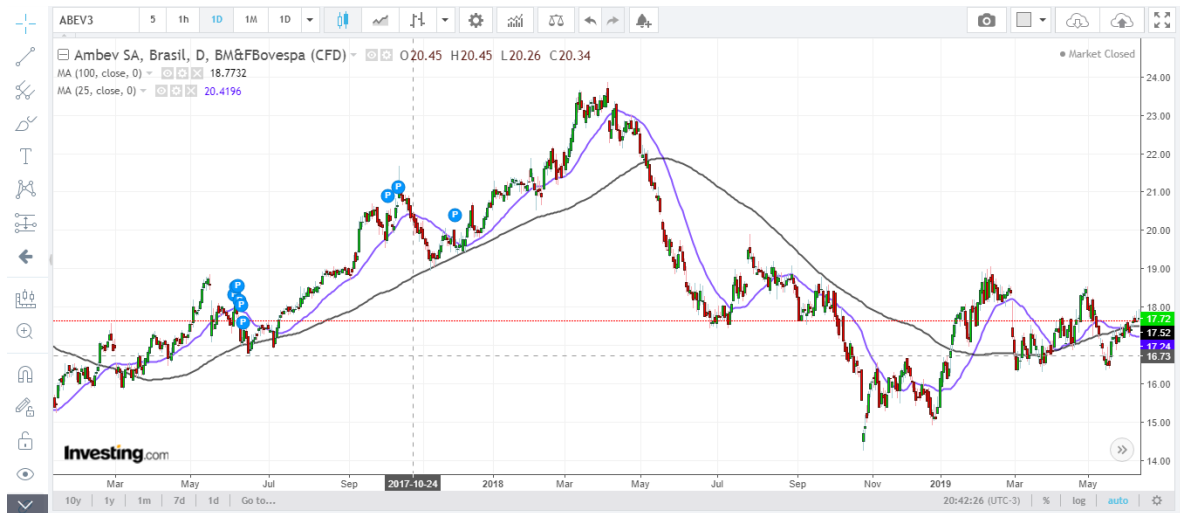 ABEV3 5 1h 1D 1M 1D
Ambev SA, Brasil, D, BM&FBovespa (CFD) O20.45 H20.45 L20.26 C20.34
Market Closed
MA (100, close, 0) 18.7732
MA (25, close, 0) 20.4196
24.00
23.00
22.00
21.00
20.00
19.00
18.00
17.72
17.52
17.24
16.73
16.00
15.00
14.00
P
P
P
P
P
P
P
Investing.com
Mar May Jul Sep 2017-10-24 2018 Mar May Jul Sep Nov 2019 Mar May
10y 1y 1m 7d 1d Go to... 20:42:26 (UTC-3) % log auto